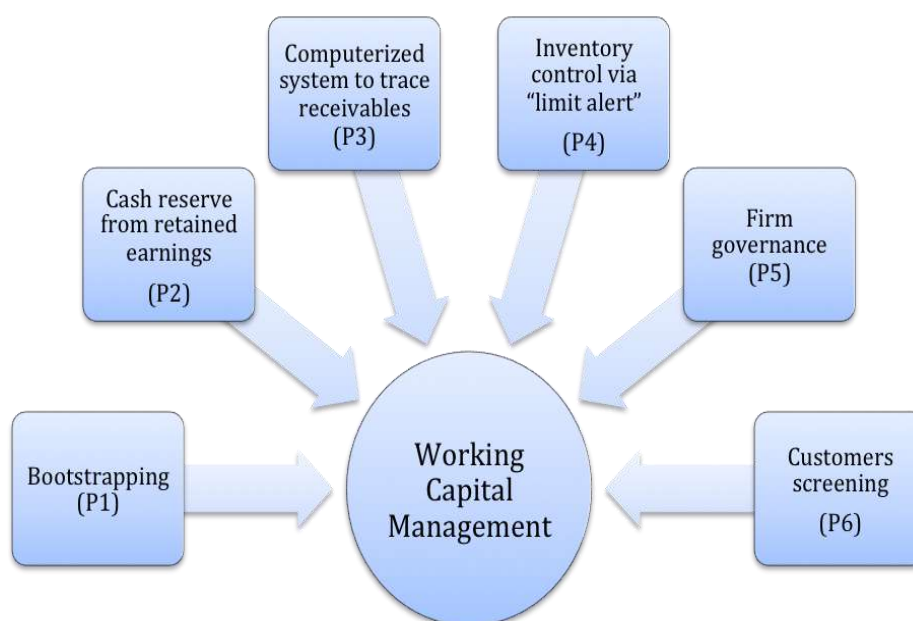 Computerized
system to trace
receivables
(P3)
Inventory
control via
“limit alert”
(P4)
Cash reserve
from retained
earnings
(P2)
Firm
governance
(P5)
Bootstrapping
(P1)
Working
Capital
Management
Customers
screening
(P6)